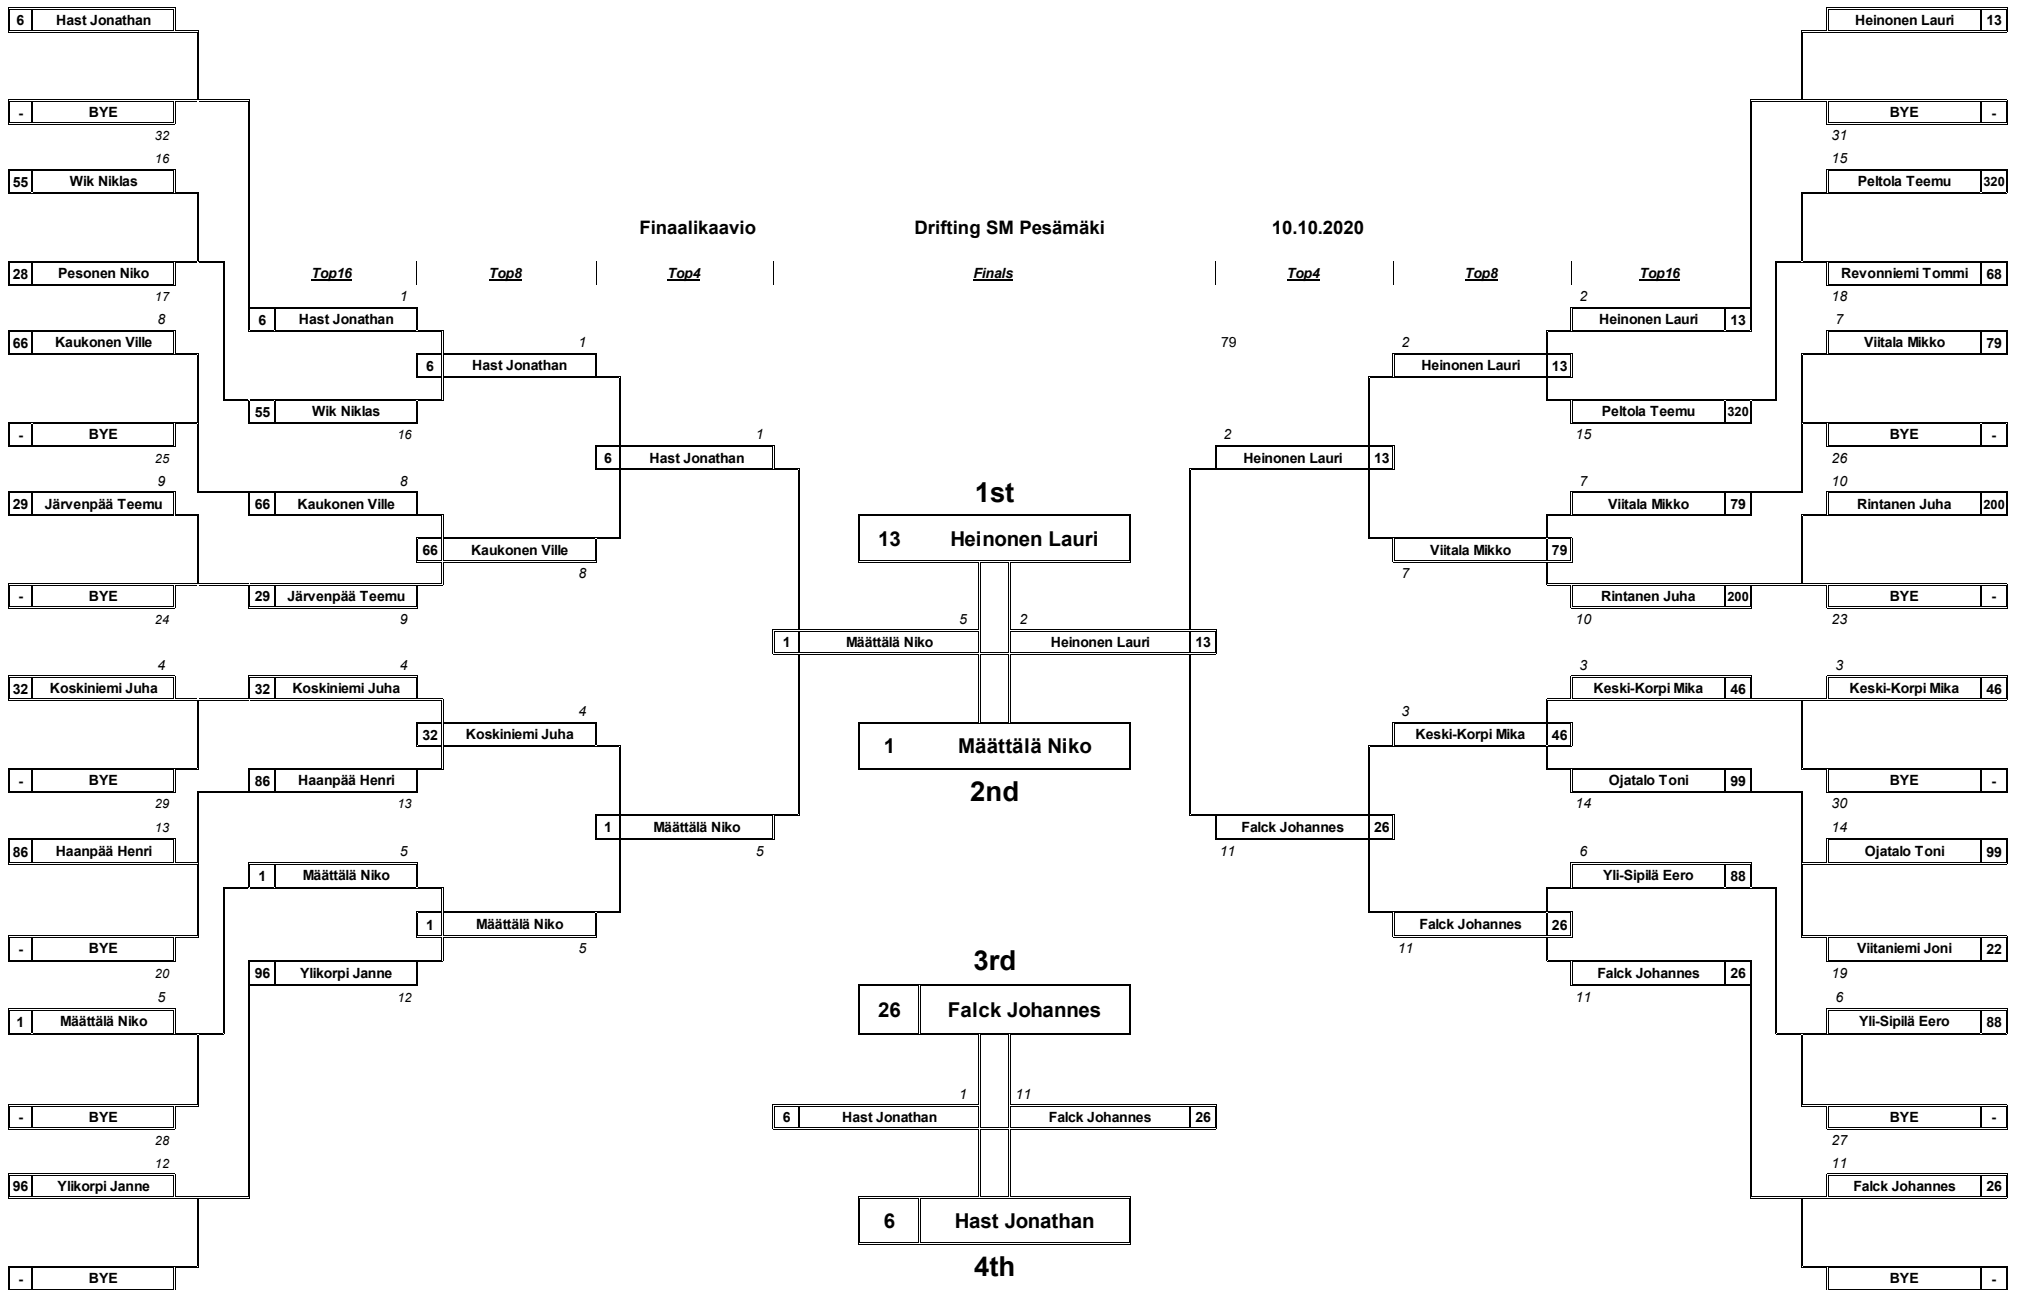 6 Hast Jonathan
Heinonen Lauri 13
- BYE
BYE -
32
31
16
15
55 Wik Niklas
Peltola Teemu 320
Finaalikaavio Drifting SM Pesämäki 10.10.2020
28 Pesonen Niko
Top16 Top8 Top4 Finals Top4 Top8 Top16
Revonniemi Tommi 68
17
1
2
18
8
7
6 Hast Jonathan
Heinonen Lauri 13
66 Kaukonen Ville
1
79
2
Viitala Mikko 79
6 Hast Jonathan
Heinonen Lauri 13
55 Wik Niklas
Peltola Teemu 320
- BYE
16
1
2
15
BYE -
25
6 Hast Jonathan
Heinonen Lauri 13
26
9
8
7
10
1st
29 Järvenpää Teemu
66 Kaukonen Ville
Viitala Mikko 79
Rintanen Juha 200
13 Heinonen Lauri
66 Kaukonen Ville
Viitala Mikko 79
8
7
- BYE
29 Järvenpää Teemu
Rintanen Juha 200
BYE -
24
9
5
2
10
23
1 Määttälä Niko
Heinonen Lauri 13
4
4
3
3
32 Koskiniemi Juha
32 Koskiniemi Juha
Keski-Korpi Mika 46
Keski-Korpi Mika 46
4
3
32 Koskiniemi Juha
1 Määttälä Niko
Keski-Korpi Mika 46
- BYE
86 Haanpää Henri
2nd
Ojatalo Toni 99
BYE -
29
13
14
30
13
14
1 Määttälä Niko
Falck Johannes 26
86 Haanpää Henri
5
5
11
6
Ojatalo Toni 99
1 Määttälä Niko
Yli-Sipilä Eero 88
1 Määttälä Niko
Falck Johannes 26
- BYE
5
11
Viitaniemi Joni 22
3rd
20
96 Ylikorpi Janne
Falck Johannes 26
19
5
12
11
6
26 Falck Johannes
1 Määttälä Niko
Yli-Sipilä Eero 88
1
11
- BYE
6 Hast Jonathan
Falck Johannes 26
BYE -
28
27
12
11
96 Ylikorpi Janne
Falck Johannes 26
6 Hast Jonathan
4th
- BYE
BYE -